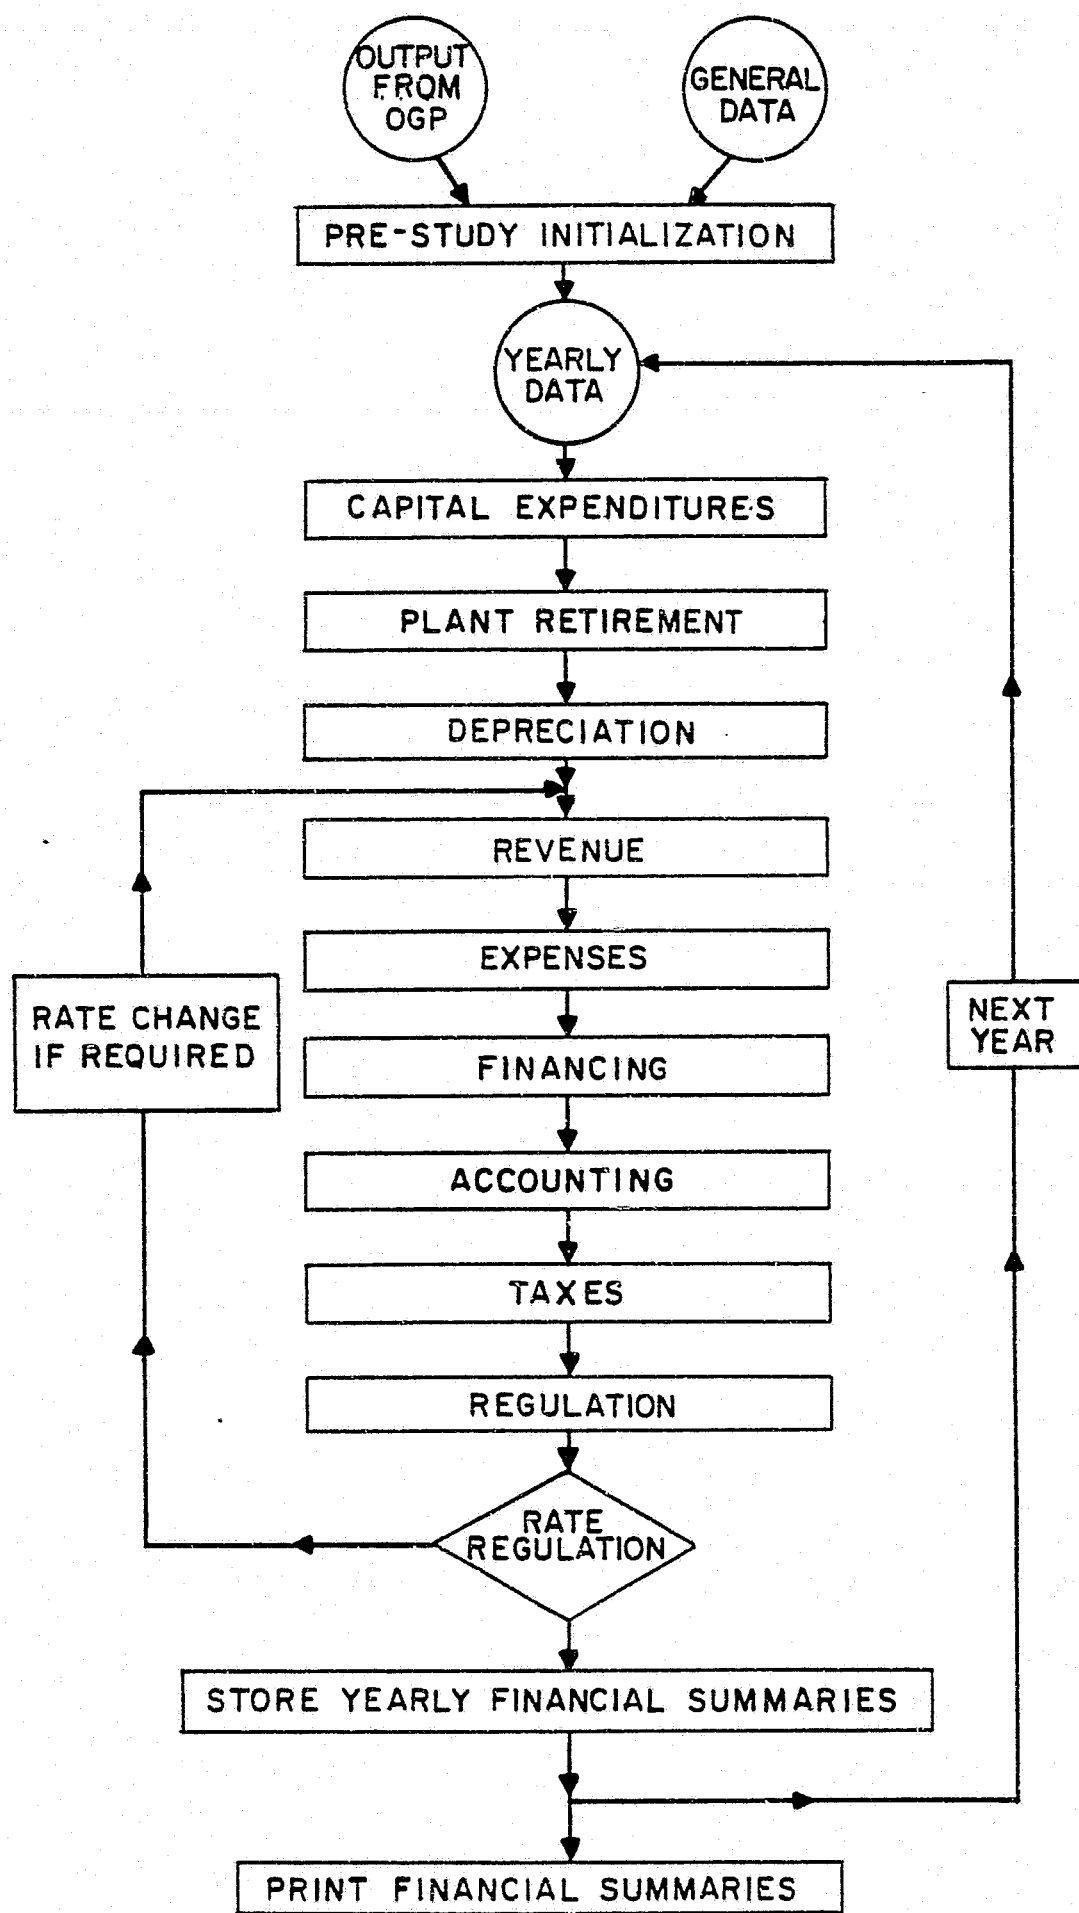 OUTPUT
FROM
OGP
GENERAL
DATA
PRE-STUDY INITIALIZATION
YEARLY
DATA
CAPITAL EXPENDITURES
PLANT RETIREMENT
DEPRECIATION
REVENUE
EXPENSES
RATE CHANGE
IF REQUIRED
NEXT
YEAR
FINANCING
ACCOUNTING
TAXES
REGULATION
RATE
REGULATION
STORE YEARLY FINANCIAL SUMMARIES
PRINT FINANCIAL SUMMARIES